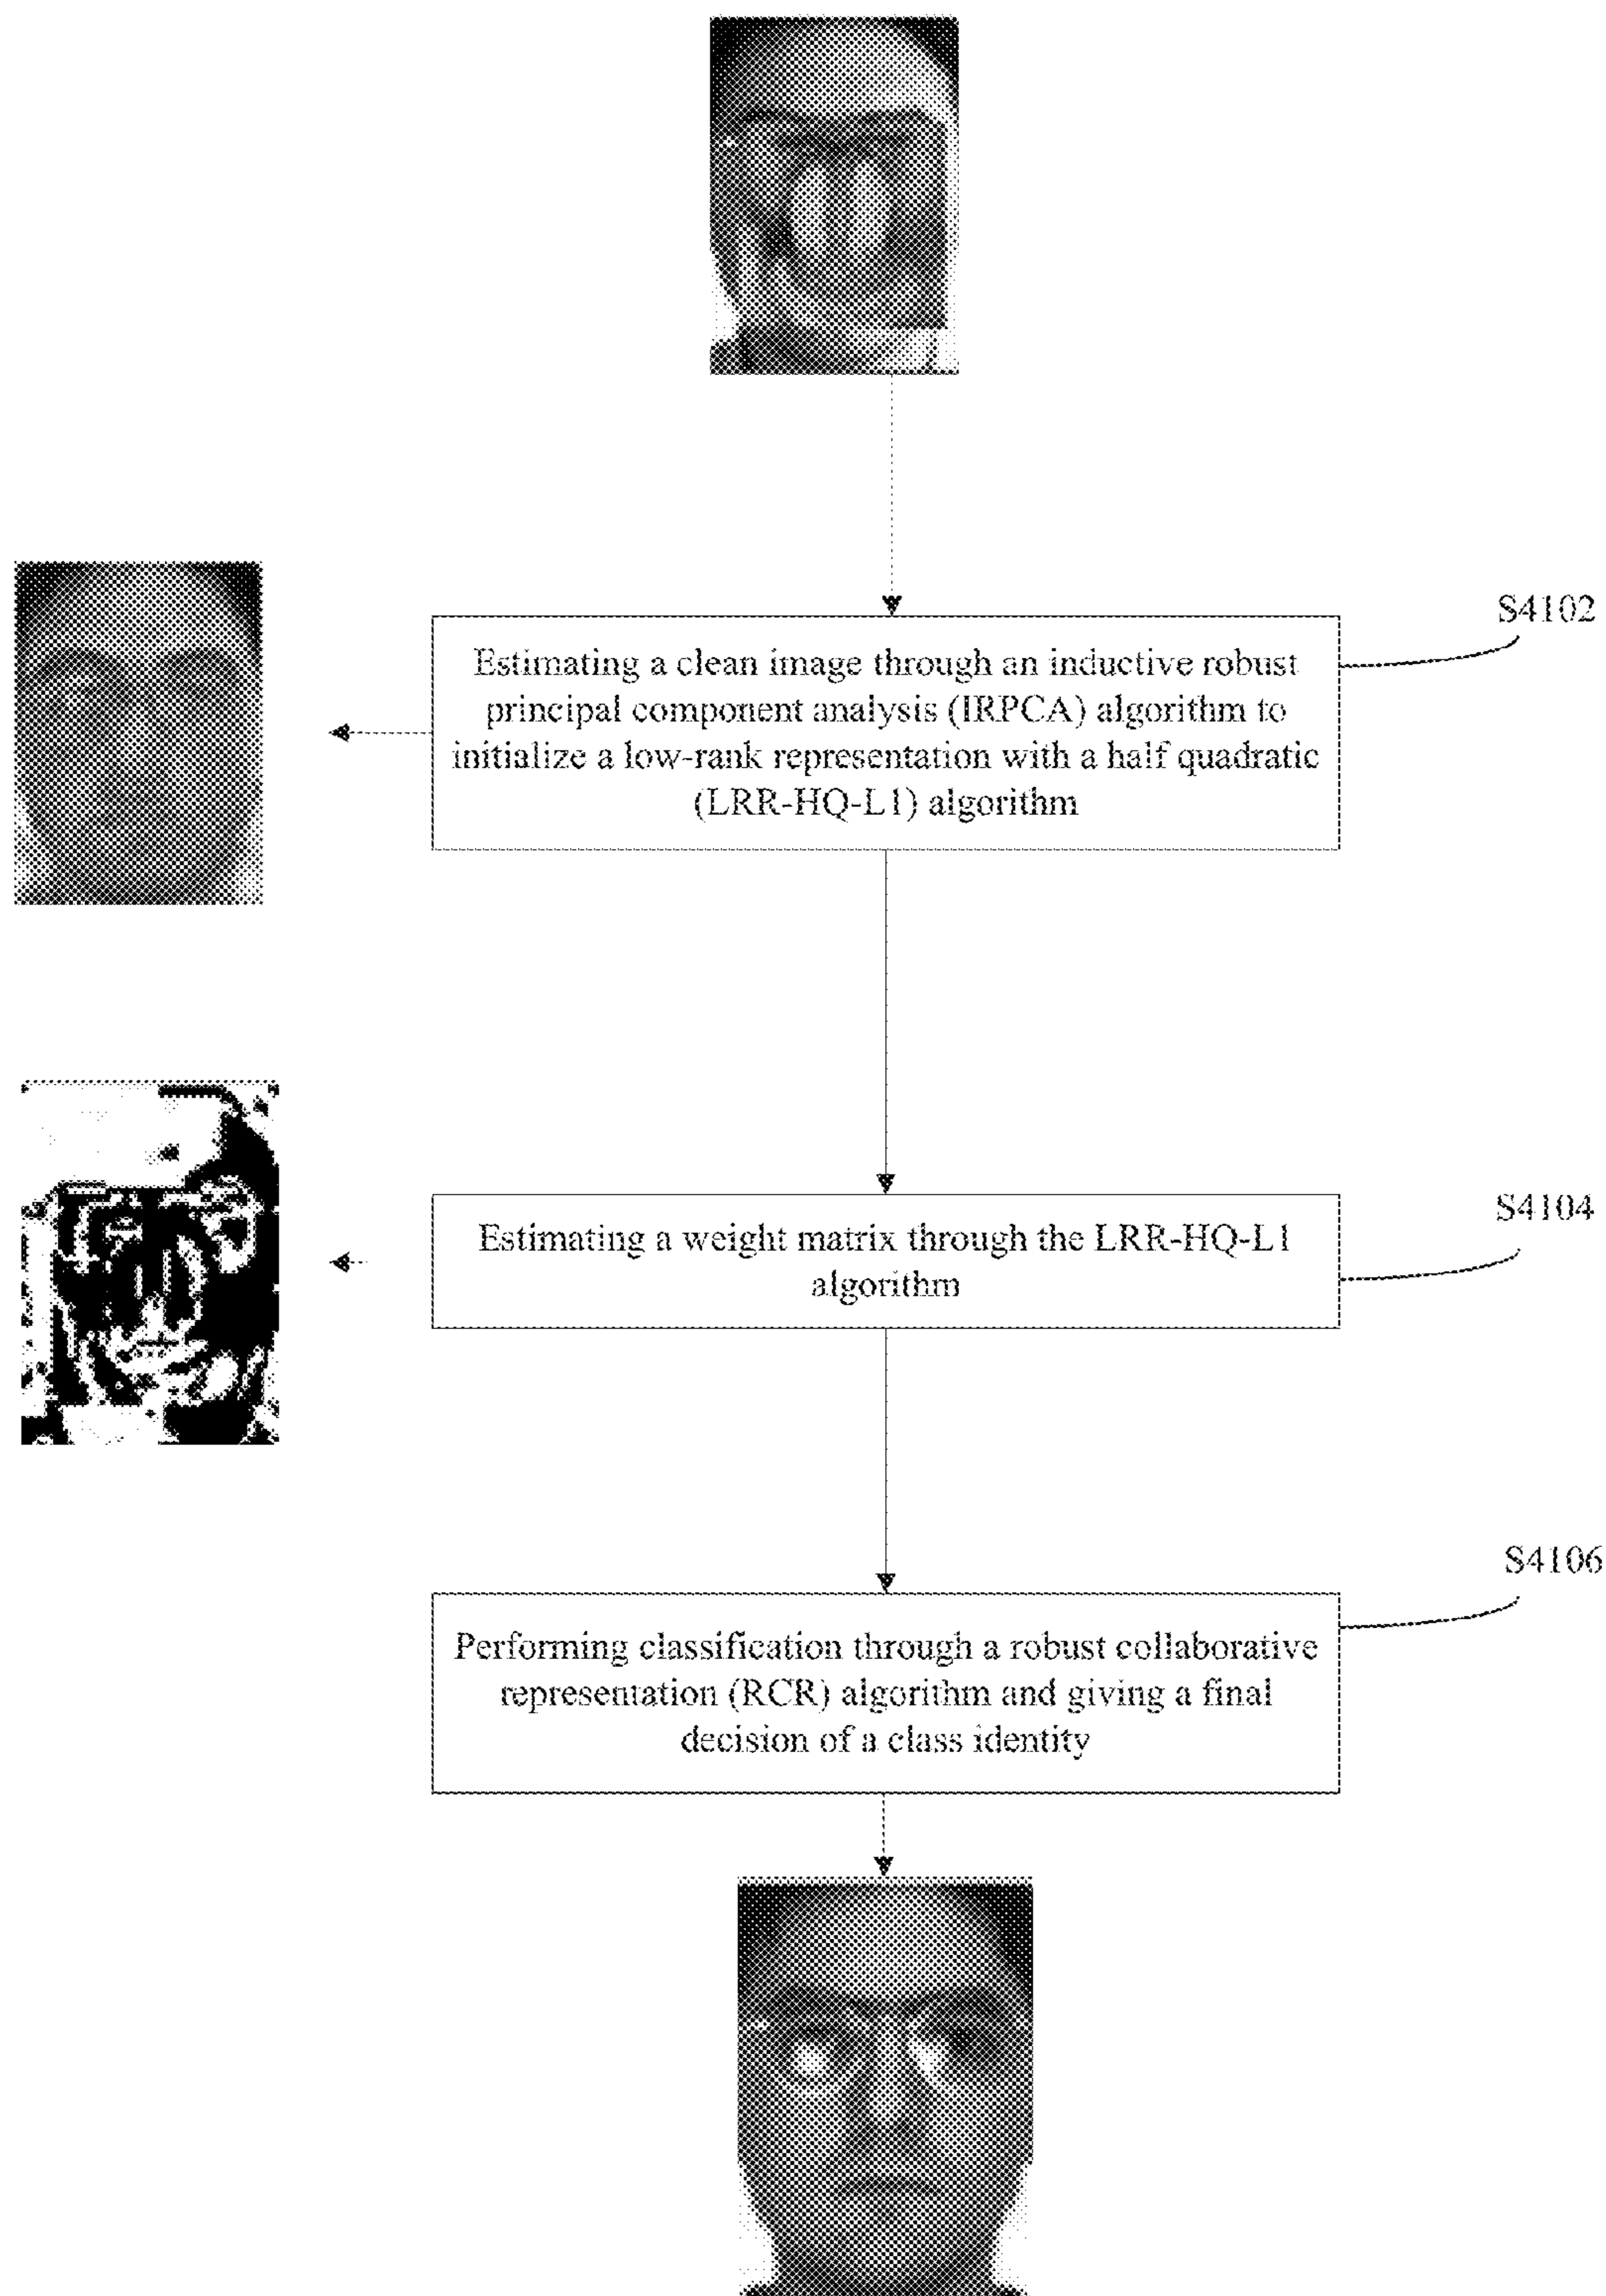 S4102
Estimating a clean image through an inductive robust
principal component analysis (IRPCA) algorithm to
initialize a low-rank representation with a half quadratic
(LRR-HQ-L1) algorithm
S4104
Estimating a weight matrix through the LRR-HQ-L1
algorithm
S4106
Performing classification through a robust collaborative
representation (RCR) algorithm and giving a final
decision of a class identity